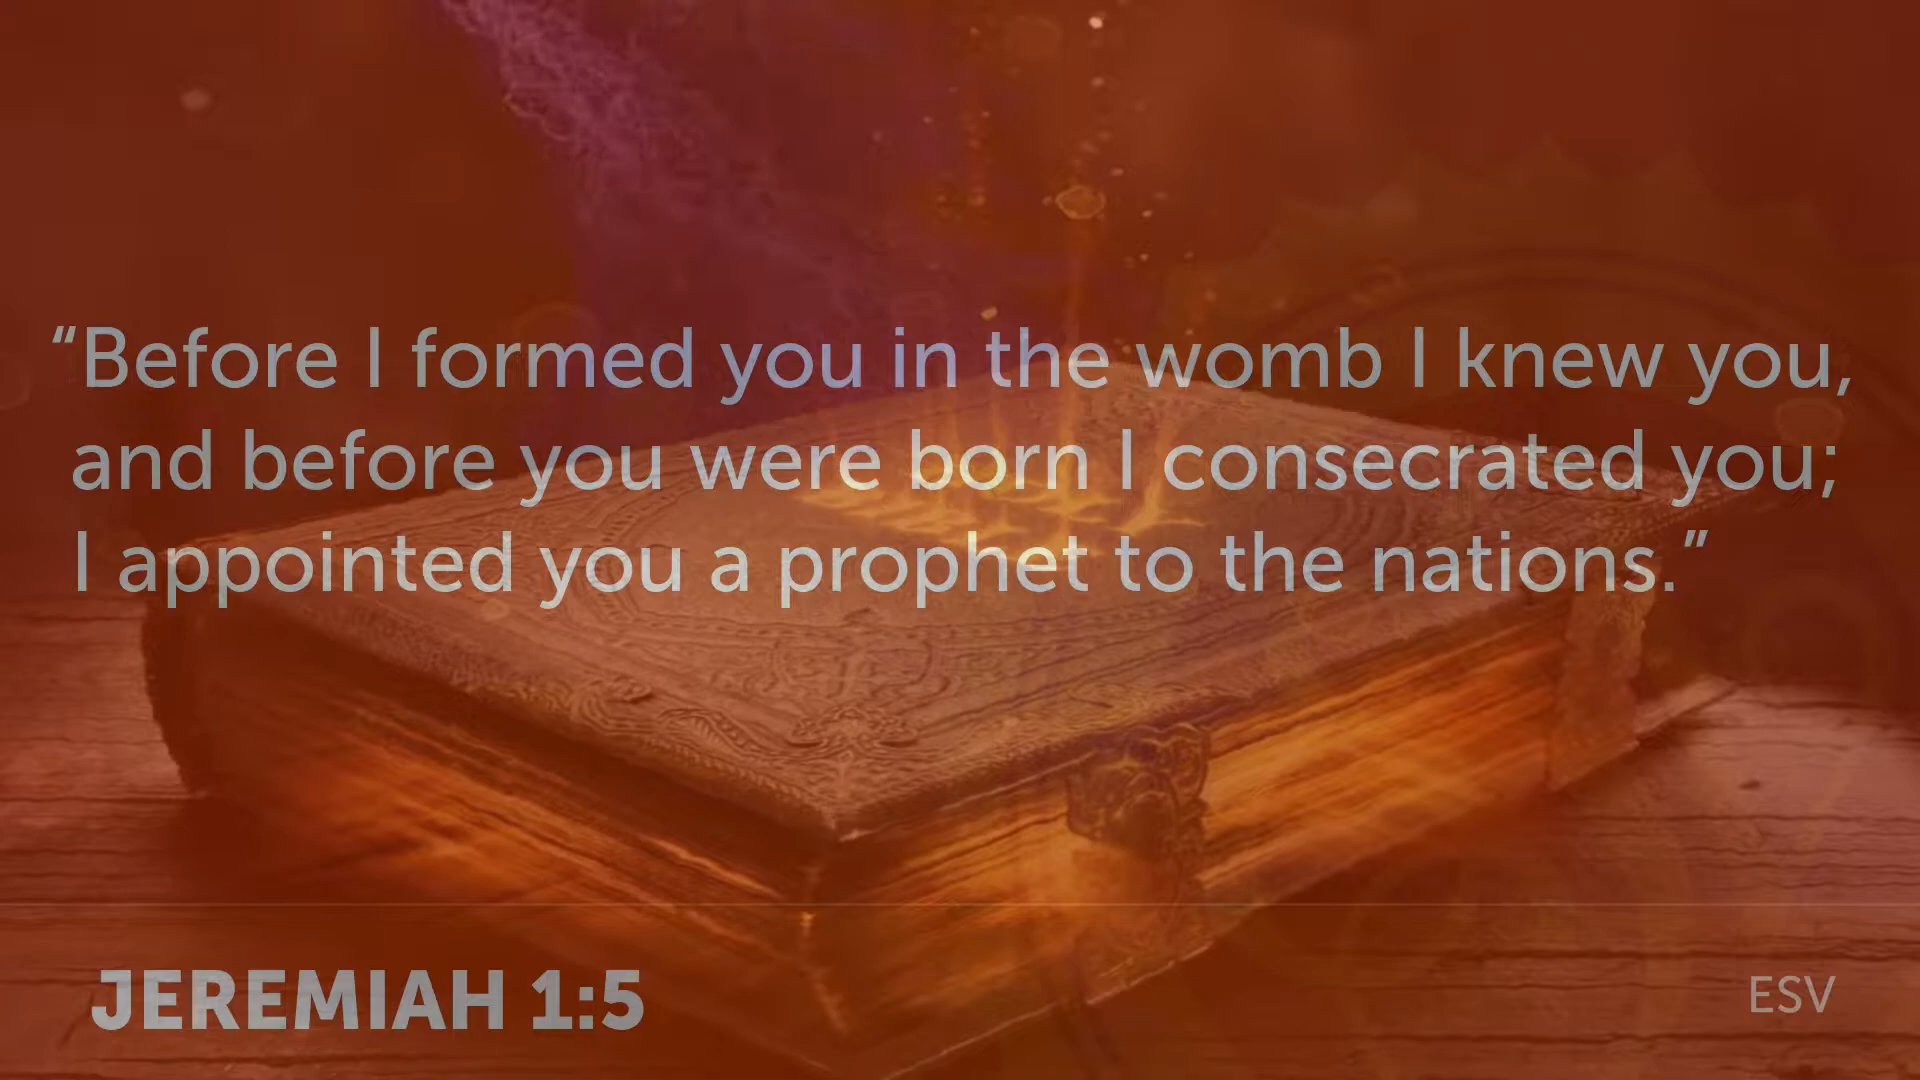 “Before I formed you in the womb I knew you,
and before you were born I consecrated you;
I appointed you a prophet to the nations.”
JEREMIAH 1:5
ESV